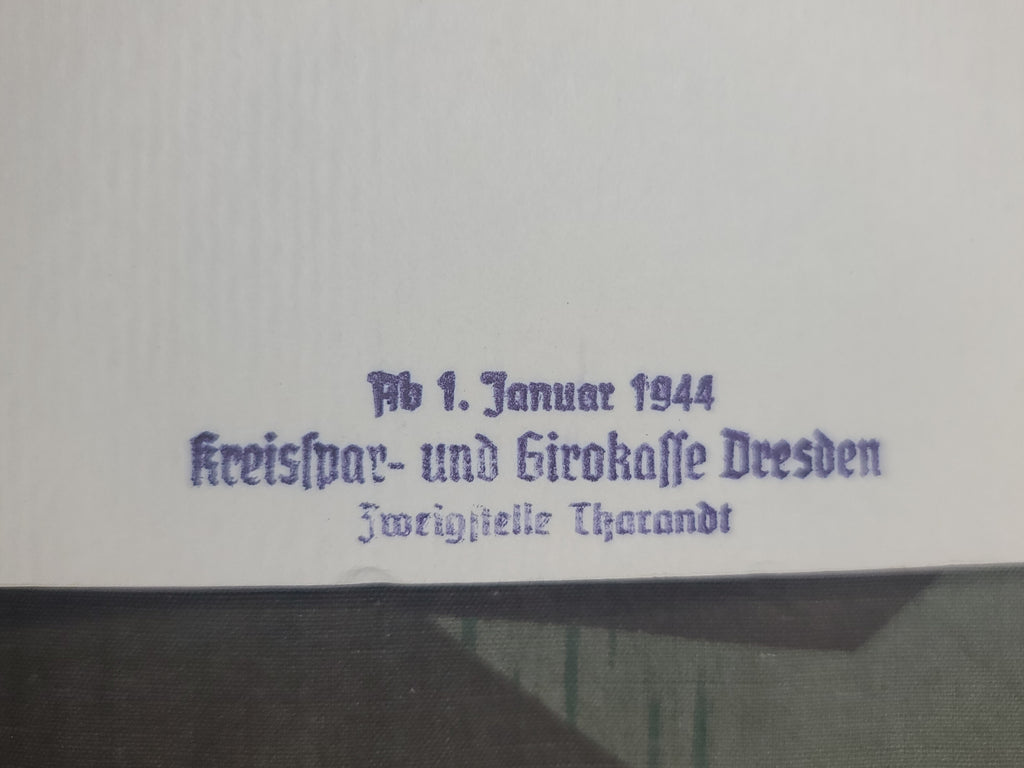 Ab 1. Januar 1944
Kreisspar- und Girokasse Dresden
Zweigstelle Tharandt